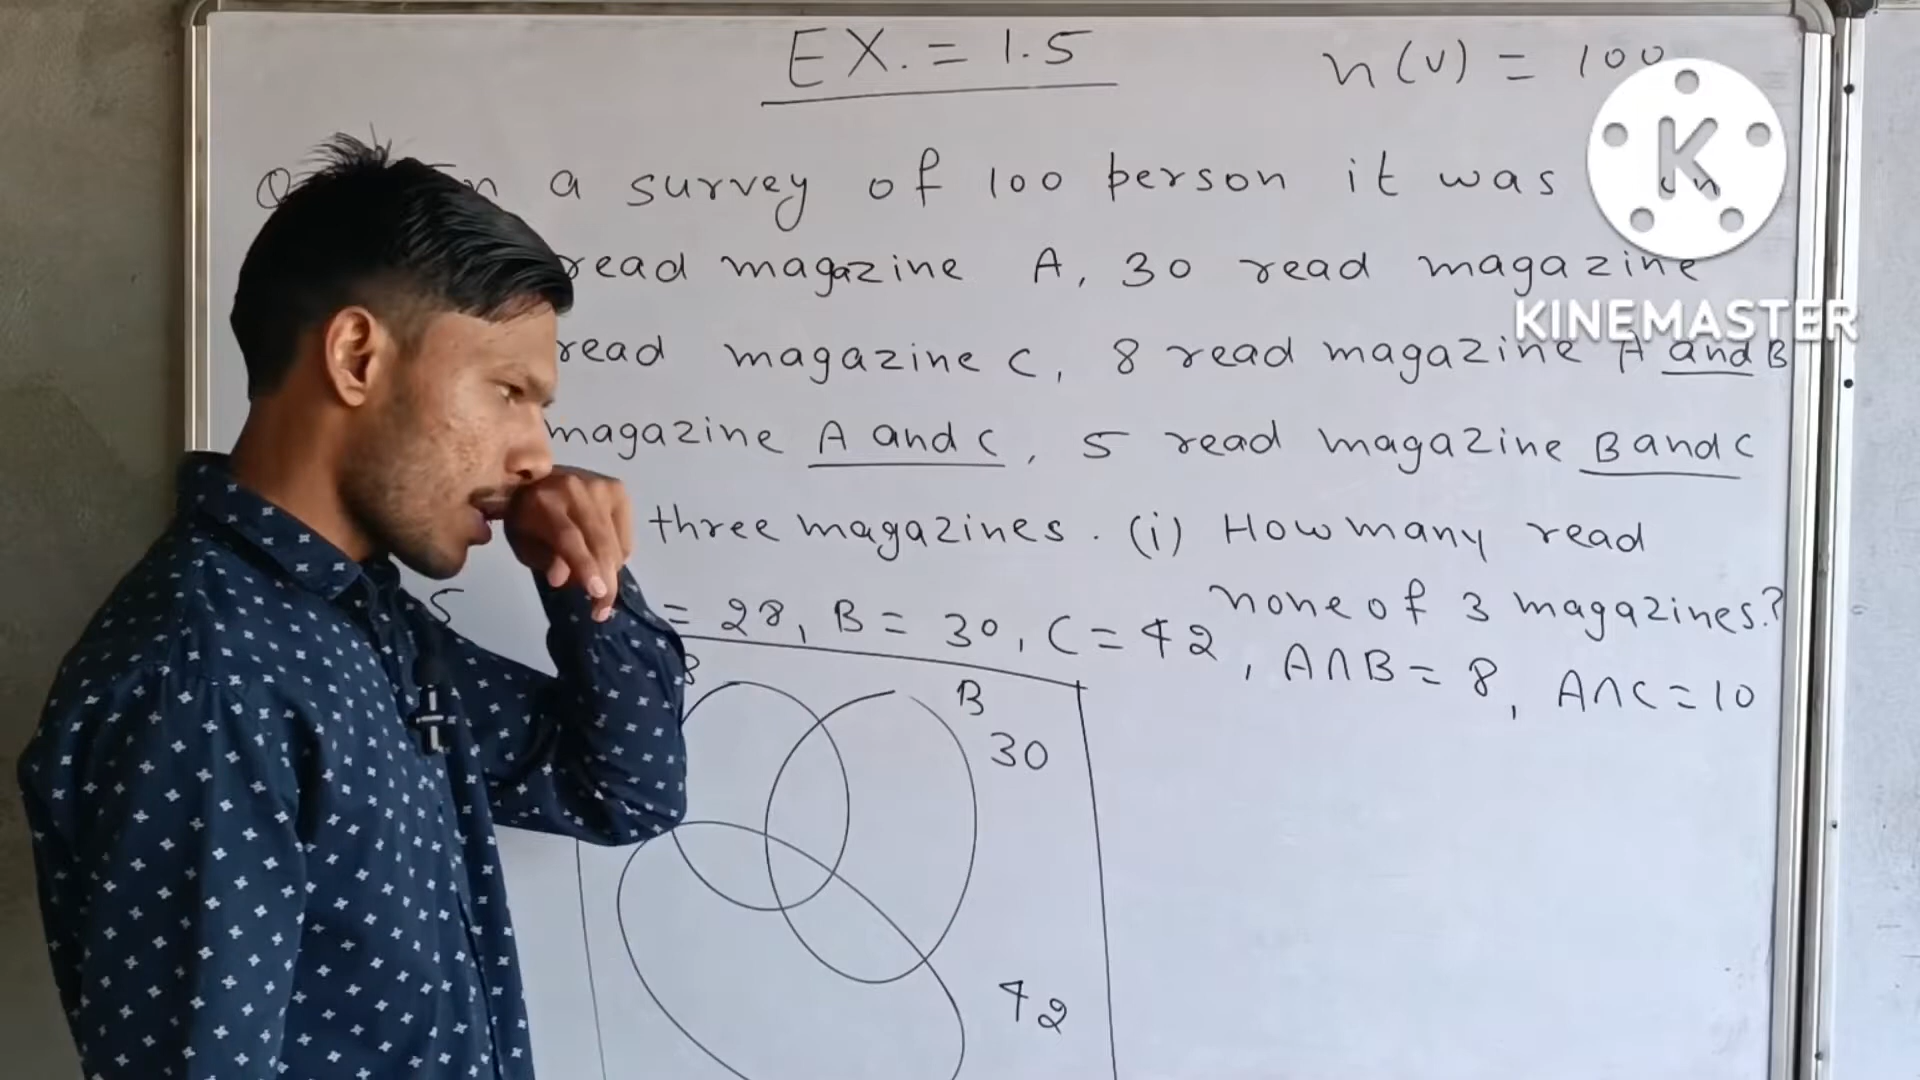 EX. = 1.5
n(U) = 100
a survey of 100 person it was
read magazine A, 30 read magazine
read magazine C, 8 read magazine A and B
magazine A and C, 5 read magazine B and C
three magazines. (i) How many read
none of 3 magazines?
= 28, B = 30, C = 42, A∩B = 8, A∩C = 10
5
8
B
30
42
K
KINEMASTER